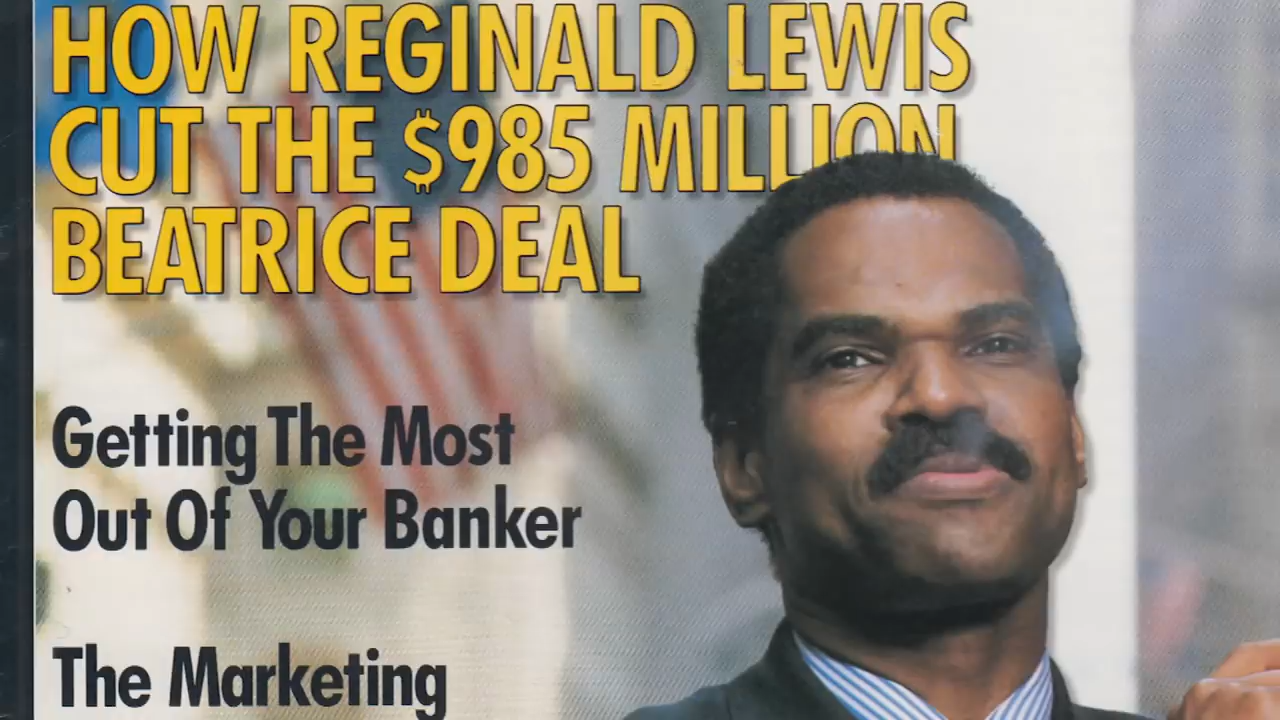 HOW REGINALD LEWIS
CUT THE $985 MILLION
BEATRICE DEAL
Getting The Most
Out Of Your Banker
The Marketing